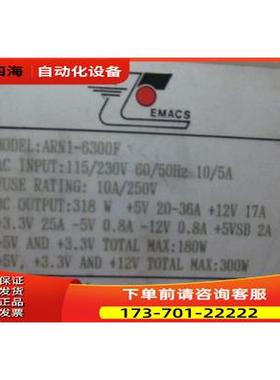 四海 自动化设备
EMACS
MODEL:ARN1-6300F
AC INPUT:115/230V 60/50Hz 10/5A
FUSE RATING: 10A/250V
DC OUTPUT:318 W +5V 20-36A +12V 17A
+3.3V 25A -5V 0.8A -12V 0.8A +5VSB 2A
+5V AND +3.3V TOTAL MAX:180W
+5V, +3.3V AND +12V TOTAL MAX:300W
下单前请咨询客服
173-701-22222